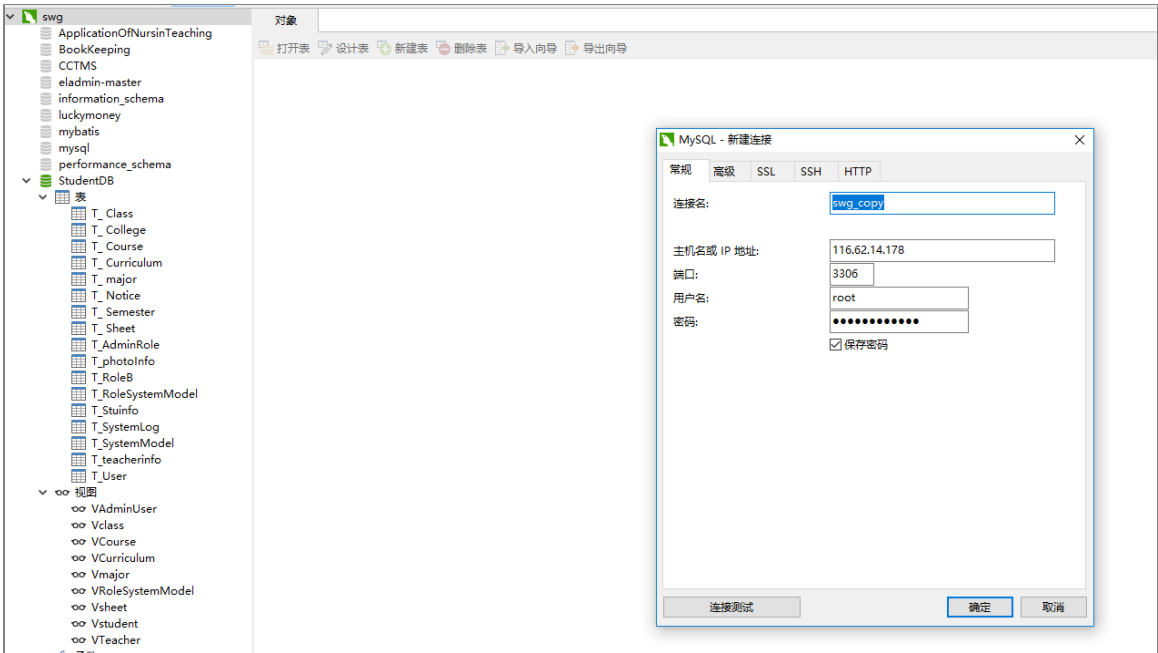 swg
ApplicationOfNursinTeaching
BookKeeping
CCTMS
eladmin-master
information_schema
luckymoney
mybatis
mysql
performance_schema
StudentDB
表
T_ Class
T_ College
T_ Course
T_ Curriculum
T_ major
T_ Notice
T_ Semester
T_ Sheet
T_AdminRole
T_photoInfo
T_RoleB
T_RoleSystemModel
T_Stuinfo
T_SystemLog
T_SystemModel
T_teacherinfo
T_User
视图
VAdminUser
Vclass
VCourse
VCurriculum
Vmajor
VRoleSystemModel
Vsheet
Vstudent
VTeacher
对象
打开表 设计表 新建表 删除表 导入向导 导出向导
MySQL - 新建连接
常规 高级 SSL SSH HTTP
连接名: swg_copy
主机名或 IP 地址: 116.62.14.178
端口: 3306
用户名: root
密码: ●●●●●●●●●●●●
保存密码
连接测试 确定 取消